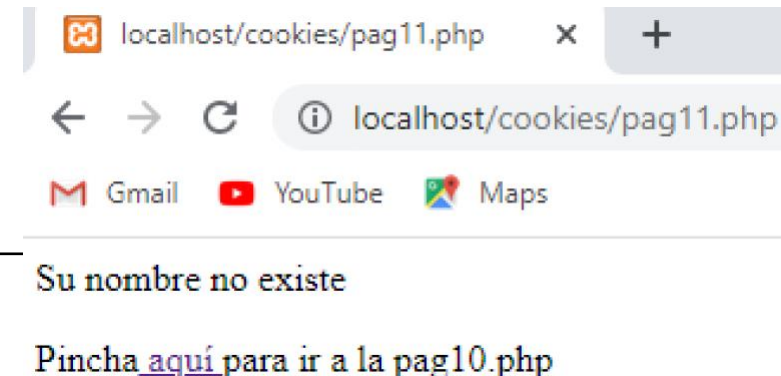 localhost/cookies/pag11.php
localhost/cookies/pag11.php
Gmail YouTube Maps
Su nombre no existe
Pincha aquí para ir a la pag10.php